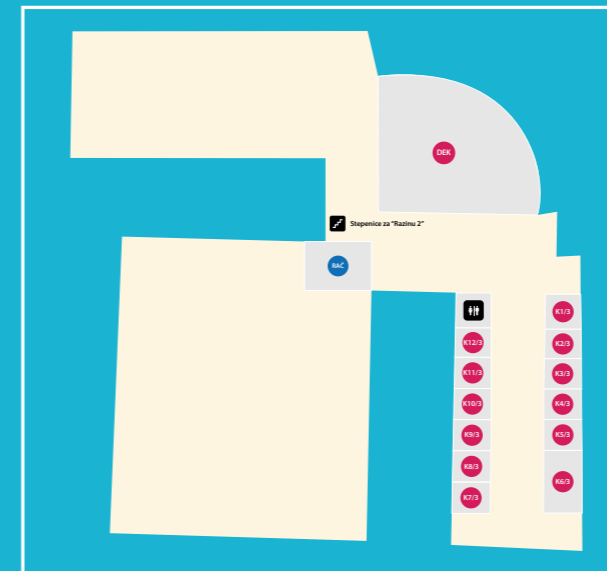 DEK
Stepenice za "Razinu 2"
RAČ
K1/3
K12/3
K2/3
K11/3
K3/3
K10/3
K4/3
K9/3
K5/3
K8/3
K6/3
K7/3